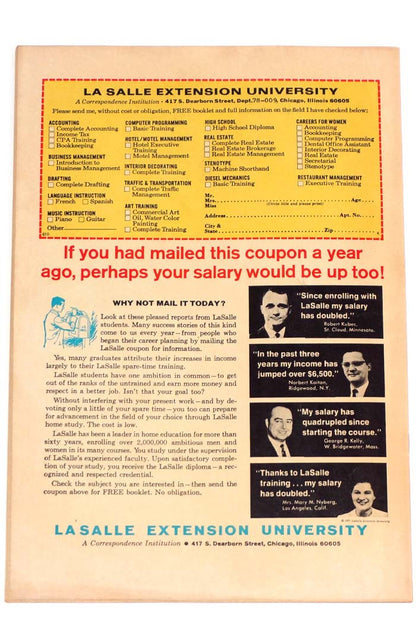 LA SALLE EXTENSION UNIVERSITY
A Correspondence Institution • 417 S. Dearborn Street, Dept. 78-00% Chicago, Illinois 60605
Please send me, without cost or obligation, FREE booklet and full information on the field I have checked below:
ACCOUNTING
Complete Accounting
Income Tax
CPA Training
Bookkeeping
BUSINESS MANAGEMENT
Introduction to
Business Management
DRAFTING
Complete Drafting
LANGUAGE INSTRUCTION
French Spanish
MUSIC INSTRUCTION
Piano Guitar
Other
COMPUTER PROGRAMMING
Basic Training
HOTEL/MOTEL MANAGEMENT
Hotel Executive
Training
Motel Management
INTERIOR DECORATING
Complete Training
TRAFFIC & TRANSPORTATION
Complete Traffic
Management
ART TRAINING
Commercial Art
Oil, Water Color
Painting
Complete Training
HIGH SCHOOL
High School Diploma
REAL ESTATE
Complete Real Estate
Real Estate Brokerage
Real Estate Management
STENOTYPE
Machine Shorthand
DIESEL MECHANICS
Basic Training
CAREERS FOR WOMEN
Accounting
Bookkeeping
Computer Programming
Dental Office Assistant
Interior Decorating
Real Estate
Secretarial
Stenotype
RESTAURANT MANAGEMENT
Executive Training
Mr.
Mrs. Age
Miss (Please Print name and address plainly)
Address Apt. No.
City &
State Zip
If you had mailed this coupon a year
ago, perhaps your salary would be up too!
WHY NOT MAIL IT TODAY?
Look at these pleased reports from LaSalle
students. Many success stories of this kind
come to us every year—from people who
began their career planning by mailing the
LaSalle coupon for information.
Yes, many graduates attribute their increases in income
largely to their LaSalle spare-time training.
LaSalle students have one ambition in common—to get
out of the ranks of the untrained and earn more money and
respect in a better job. Isn't that your goal too?
Without interfering with your present work—and by de-
voting only a little of your spare time—you too can prepare
for advancement in the field of your choice through LaSalle
home study. The cost is low.
LaSalle has been a leader in home education for more than
sixty years, enrolling over 2,000,000 ambitious men and
women in its many courses. You study under the supervision
of LaSalle's experienced faculty. Upon satisfactory comple-
tion of your study, you receive the LaSalle diploma—a rec-
ognized and respected credential.
Check the subject you are interested in—then send the
coupon above for FREE booklet. No obligation.
"Since enrolling with
LaSalle my salary
has doubled."
Robert Kuber,
St. Cloud, Minnesota.
"In the past three
years my income has
jumped over $6,500."
Norbert Kaitan,
Ridgewood, N.Y.
"My salary has
quadrupled since
starting the course."
George R. Kelly,
W. Bridgewater, Mass.
"Thanks to LaSalle
training...my salary
has doubled."
Mrs. Mary M. Nyberg,
Los Angeles, Calif.
LA SALLE EXTENSION UNIVERSITY
A Correspondence Institution • 417 S. Dearborn Street, Chicago, Illinois 60605